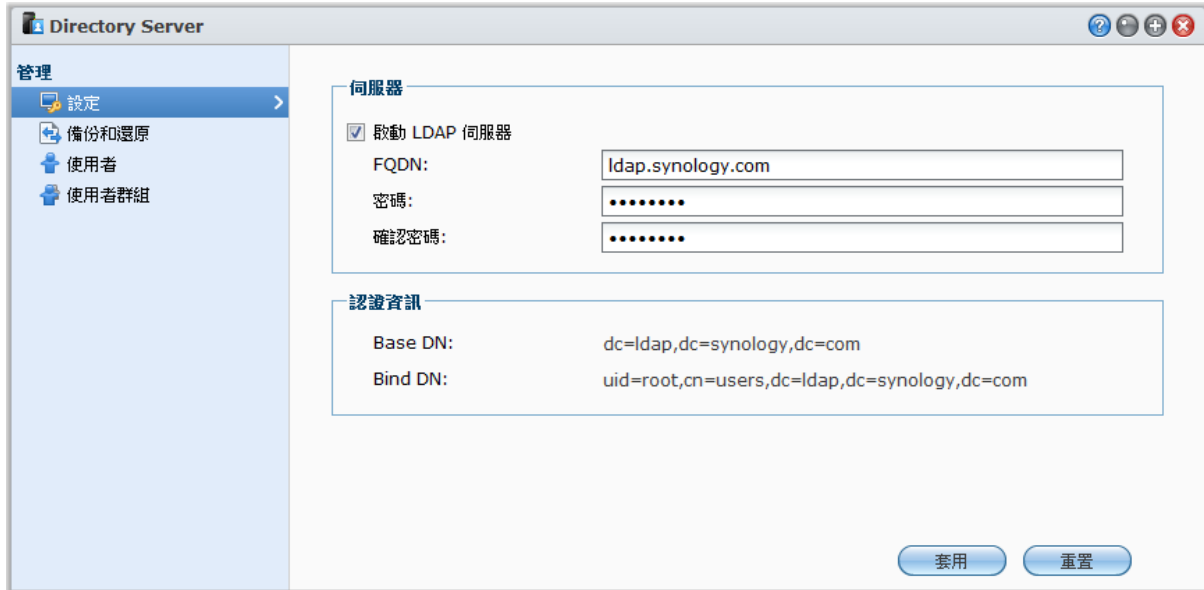 Directory Server
管理
設定
備份和還原
使用者
使用者群組
伺服器
啟動 LDAP 伺服器
FQDN: ldap.synology.com
密碼: ••••••••
確認密碼: ••••••••
認證資訊
Base DN: dc=ldap,dc=synology,dc=com
Bind DN: uid=root,cn=users,dc=ldap,dc=synology,dc=com
套用 重置